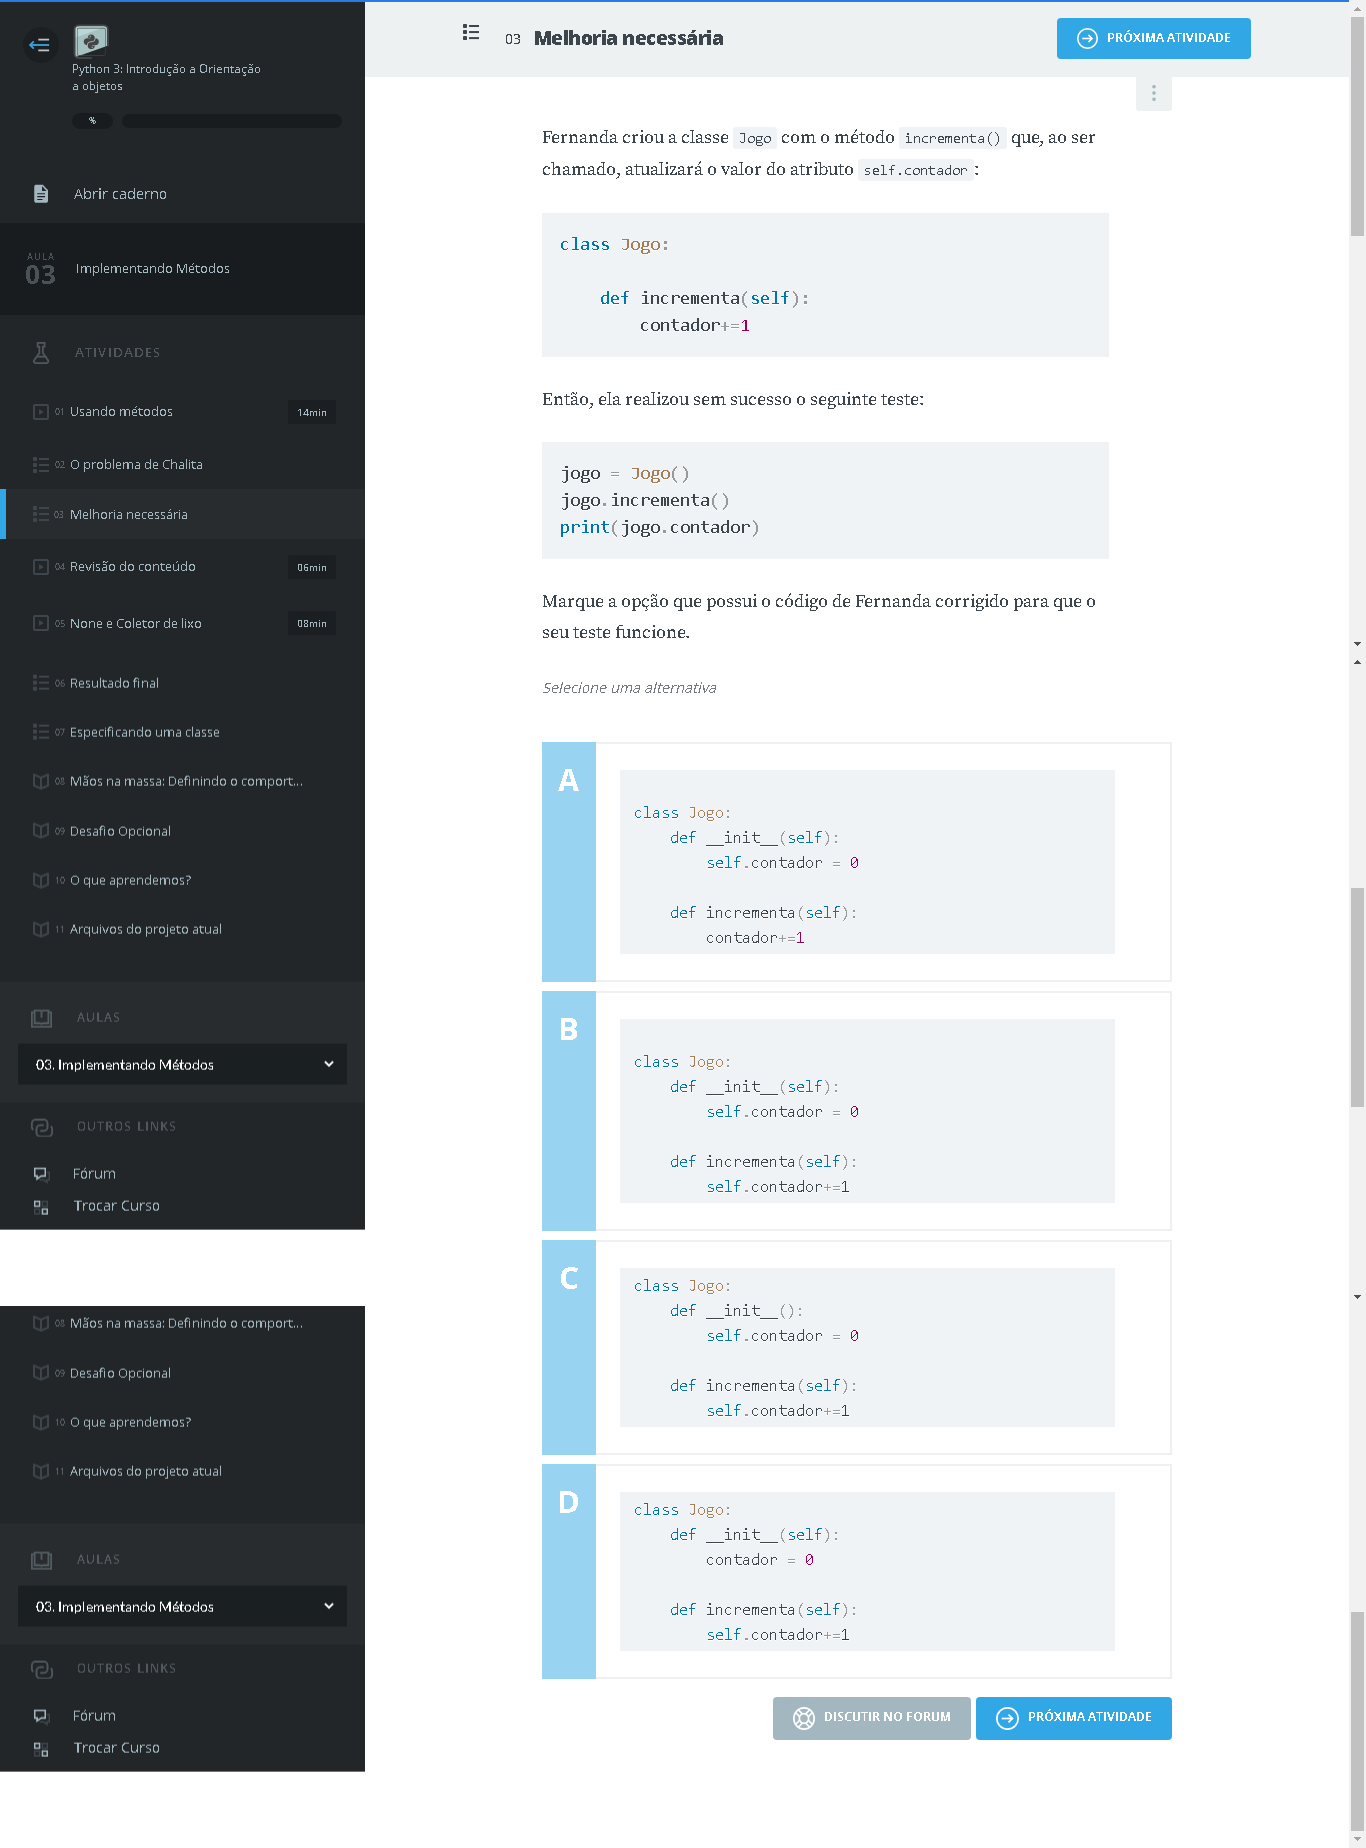 Python 3: Introdução a Orientação
a objetos
%
Abrir caderno
AULA
03
Implementando Métodos
ATIVIDADES
01 Usando métodos 14min
02 O problema de Chalita
03 Melhoria necessária
04 Revisão do conteúdo 06min
05 None e Coletor de lixo 08min
06 Resultado final
07 Especificando uma classe
08 Mãos na massa: Definindo o comport...
09 Desafio Opcional
10 O que aprendemos?
11 Arquivos do projeto atual
AULAS
03. Implementando Métodos
OUTROS LINKS
Fórum
Trocar Curso
08 Mãos na massa: Definindo o comport...
09 Desafio Opcional
10 O que aprendemos?
11 Arquivos do projeto atual
AULAS
03. Implementando Métodos
OUTROS LINKS
Fórum
Trocar Curso
03 Melhoria necessária
PRÓXIMA ATIVIDADE
Fernanda criou a classe Jogo com o método incrementa() que, ao ser
chamado, atualizará o valor do atributo self.contador:
class Jogo:
def incrementa(self):
contador+=1
Então, ela realizou sem sucesso o seguinte teste:
jogo = Jogo()
jogo.incrementa()
print(jogo.contador)
Marque a opção que possui o código de Fernanda corrigido para que o
seu teste funcione.
Selecione uma alternativa
A
class Jogo:
def __init__(self):
self.contador = 0
def incrementa(self):
contador+=1
B
class Jogo:
def __init__(self):
self.contador = 0
def incrementa(self):
self.contador+=1
C
class Jogo:
def __init__():
self.contador = 0
def incrementa(self):
self.contador+=1
D
class Jogo:
def __init__(self):
contador = 0
def incrementa(self):
self.contador+=1
DISCUTIR NO FORUM
PRÓXIMA ATIVIDADE